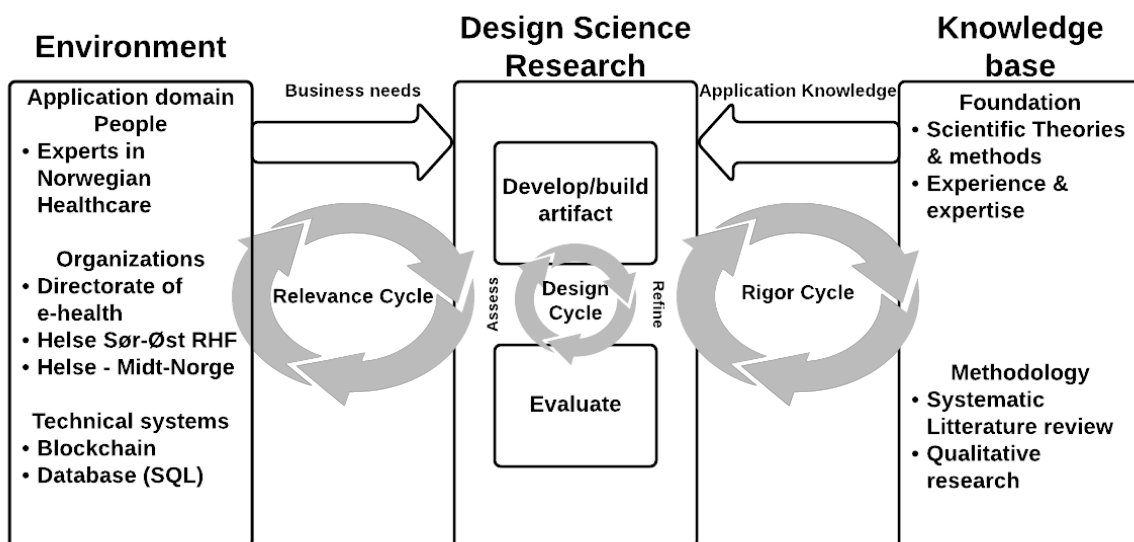 Environment
Application domain
People
• Experts in
Norwegian
Healthcare
Organizations
• Directorate of
e-health
• Helse Sør-Øst RHF
• Helse - Midt-Norge
Technical systems
• Blockchain
• Database (SQL)
Business needs
Relevance Cycle
Design Science
Research
Develop/build
artifact
Assess
Design
Cycle
Refine
Evaluate
Application Knowledge
Rigor Cycle
Knowledge
base
Foundation
• Scientific Theories
& methods
• Experience &
expertise
Methodology
• Systematic
Litterature review
• Qualitative
research